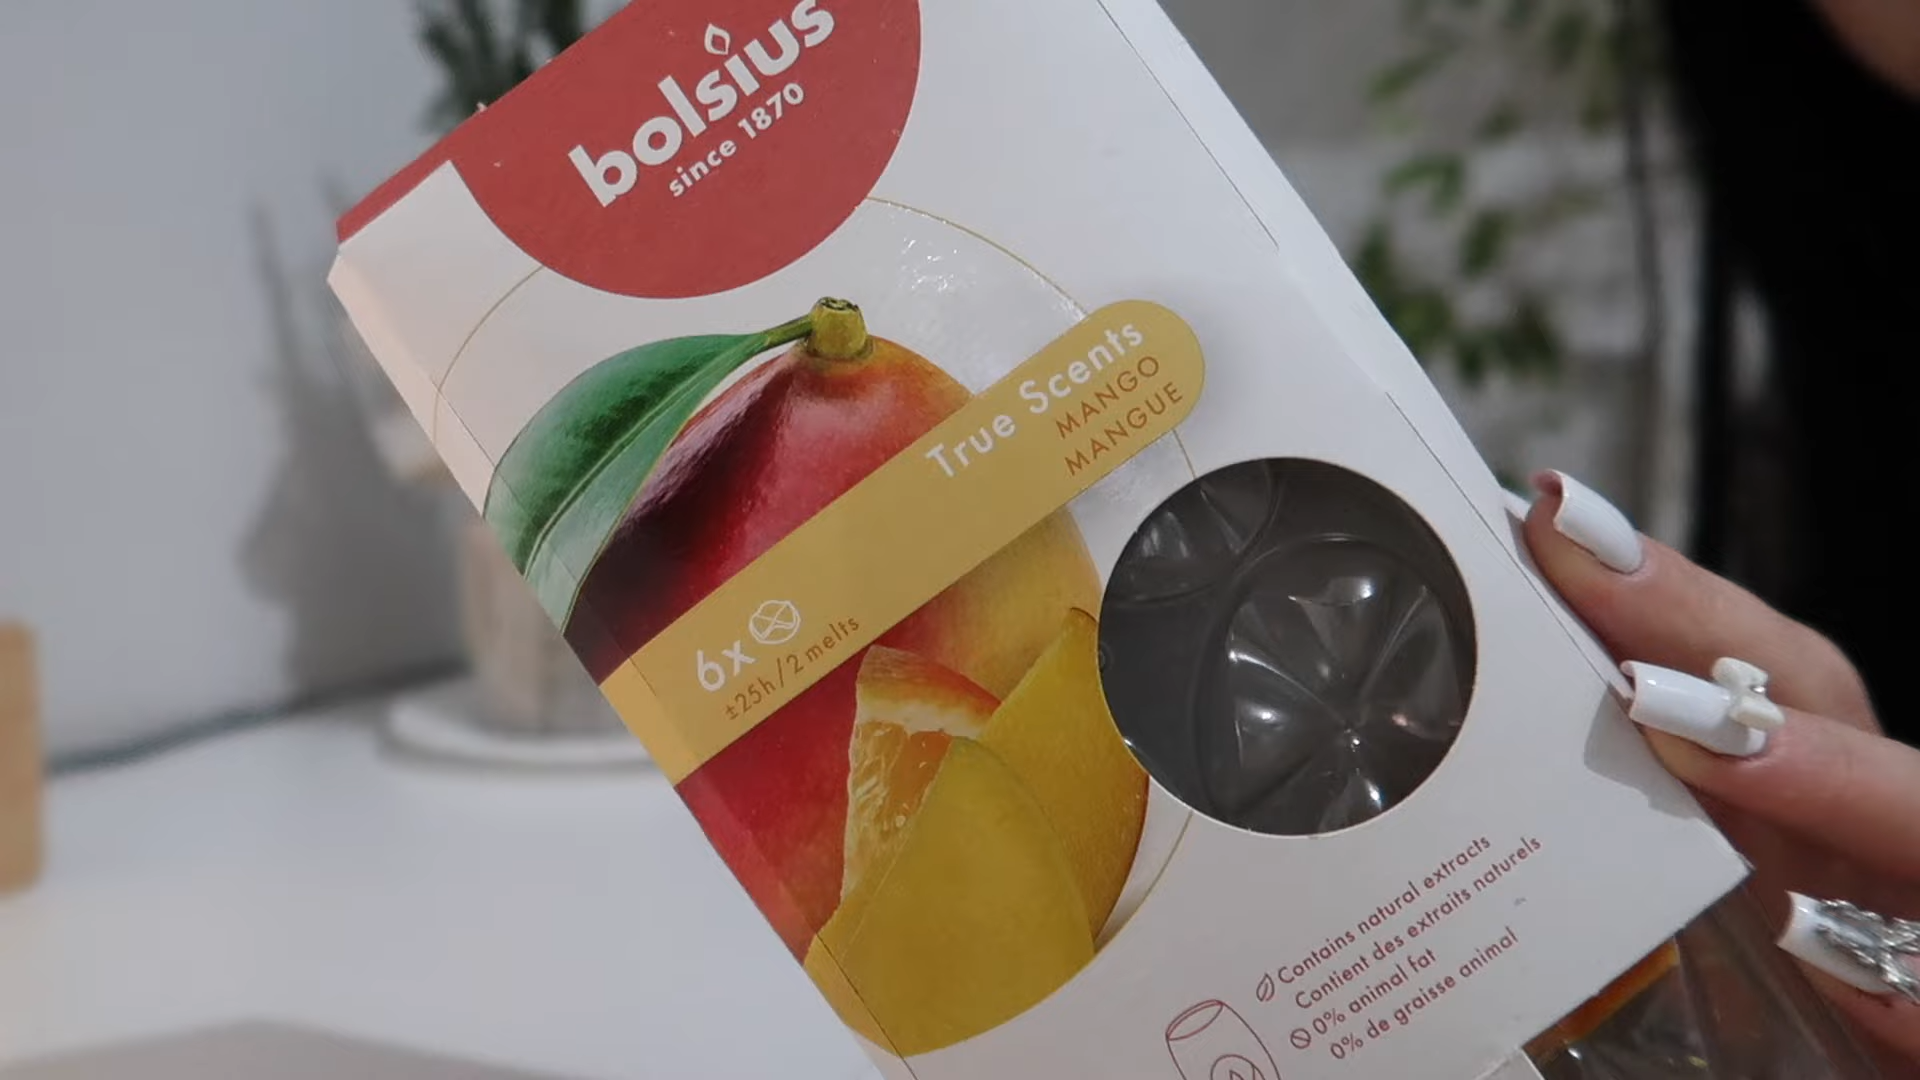 bolsius
since 1870
True Scents
MANGO
MANGUE
6x
±25h/2 melts
Contains natural extracts
Contient des extraits naturels
0% animal fat
0% de graisse animal